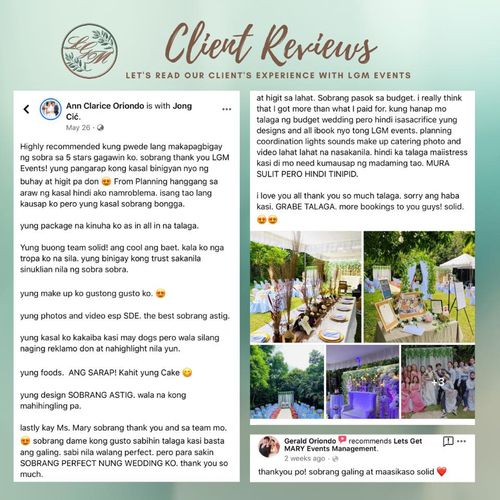 LGM
Client Reviews
LET'S READ OUR CLIENT'S EXPERIENCE WITH LGM EVENTS
Ann Clarice Oriondo is with Jong
Cić.
May 26
Highly recommended kung pwede lang makapagbigay
ng sobra sa 5 stars gagawin ko. sobrang thank you LGM
Events! yung pangarap kong kasal binigyan nyo ng
buhay at higit pa don 😍 From Planning hanggang sa
araw ng kasal hindi ako namroblema. isang tao lang
kausap ko pero yung kasal sobrang bongga.
yung package na kinuha ko as in all in na talaga.
Yung buong team solid! ang cool ang baet. kala ko nga
tropa ko na sila. yung binigay kong trust sakanila
sinuklian nila ng sobra sobra.
yung make up ko gustong gusto ko. 😍
yung photos and video esp SDE. the best sobrang astig.
yung kasal ko kakaiba kasi may dogs pero wala silang
naging reklamo don at nahighlight nila yun.
yung foods. ANG SARAP! Kahit yung Cake 😋
yung design SOBRANG ASTIG. wala na kong
mahihingling pa.
lastly kay Ms. Mary sobrang thank you and sa team mo.
😍 sobrang dame kong gusto sabihin talaga kasi basta
ang galing. sabi nila walang perfect. pero para sakin
SOBRANG PERFECT NUNG WEDDING KO. thank you so
much.
at higit sa lahat. Sobrang pasok sa budget. i really think
that I got more than what I paid for. kung hanap mo
talaga ng budget wedding pero hindi isasacrifice yung
designs and all ibook nyo tong LGM events. planning
coordination lights sounds make up catering photo and
video lahat lahat na nasakanila. hindi ka talaga maiistress
kasi di mo need kumausap ng madaming tao. MURA
SULIT PERO HINDI TINIPID.
i love you all thank you so much talaga. sorry ang haba
kasi. GRABE TALAGA. more bookings to you guys! solid.
😍😍
+3
Gerald Oriondo recommends Lets Get
MARY Events Management.
2 weeks ago
thankyou po! sobrang galing at maasikaso solid ❤️